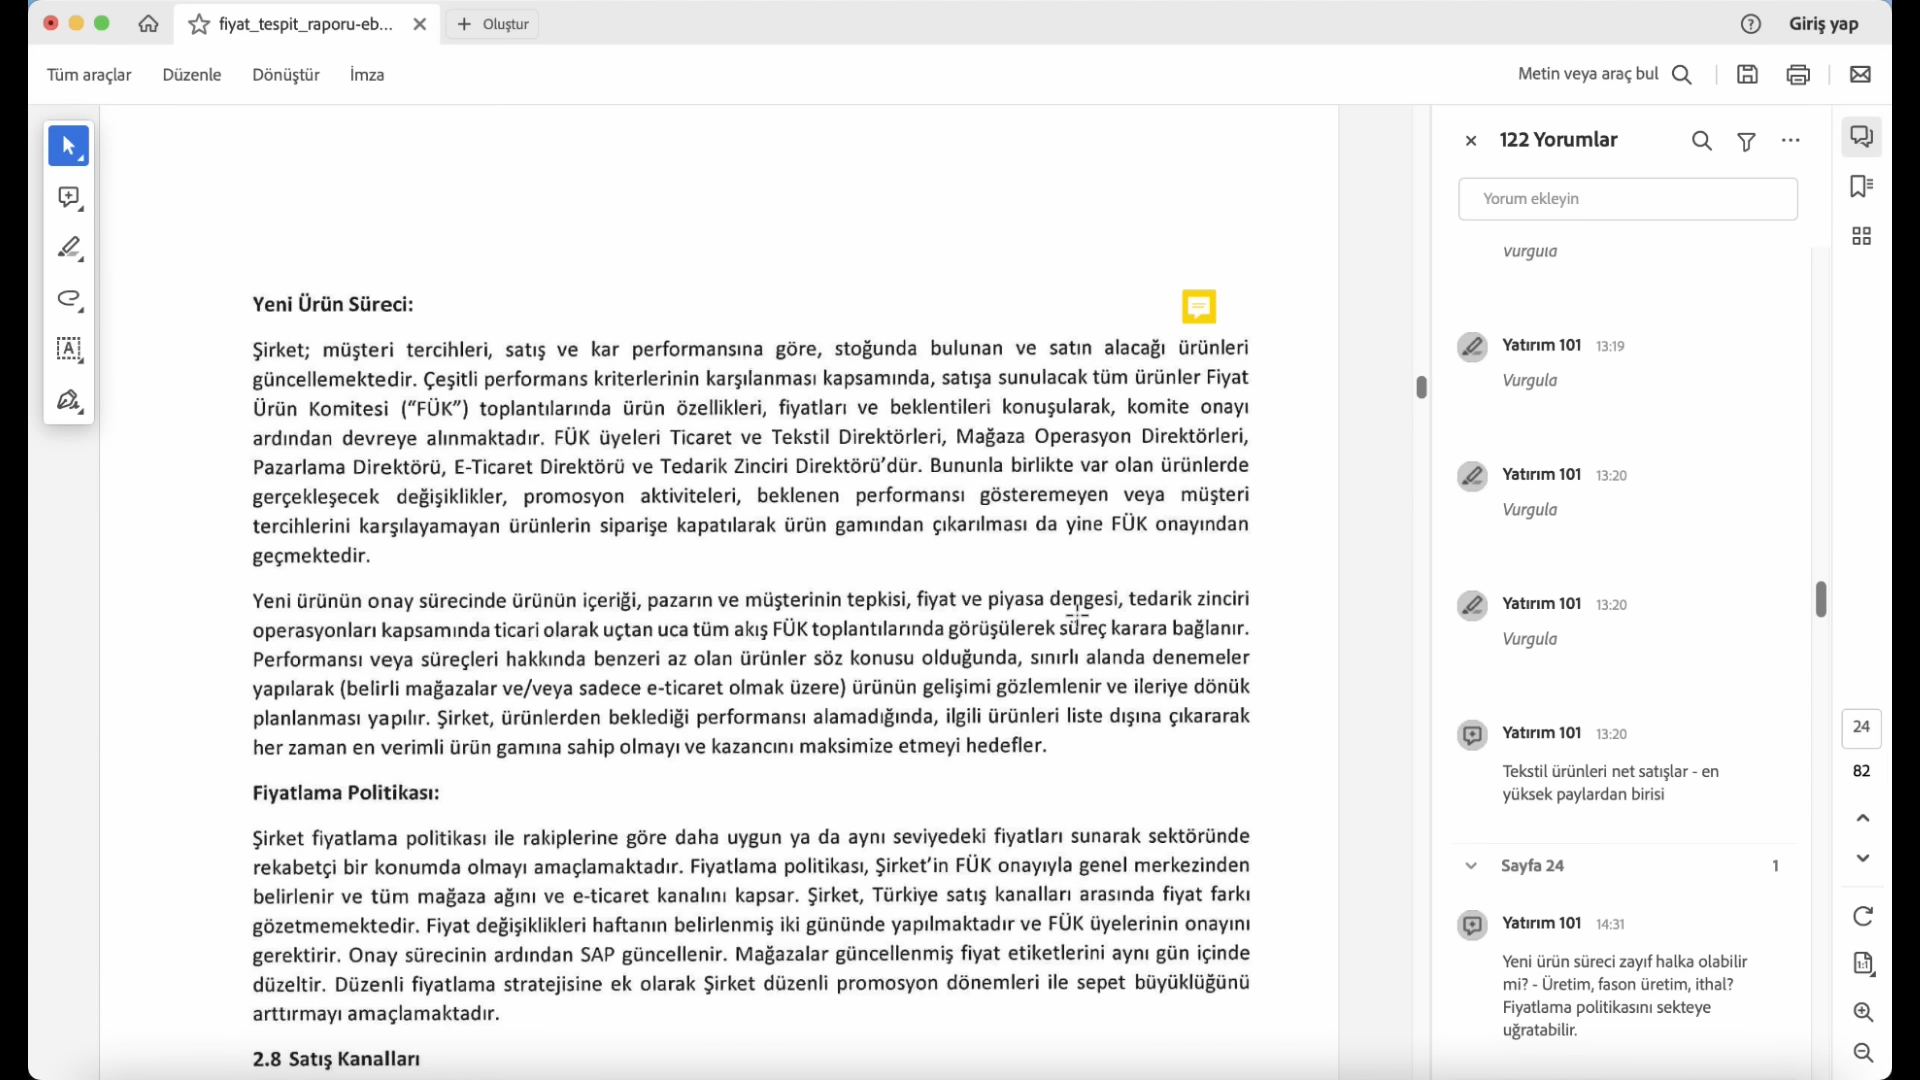 fiyat_tespit_raporu-eb...
Oluştur
Giriş yap
Tüm araçlar
Düzenle
Dönüştür
İmza
Metin veya araç bul
Yeni Ürün Süreci:
Şirket; müşteri tercihleri, satış ve kar performansına göre, stoğunda bulunan ve satın alacağı ürünleri
güncellemektedir. Çeşitli performans kriterlerinin karşılanması kapsamında, satışa sunulacak tüm ürünler Fiyat
Ürün Komitesi (“FÜK”) toplantılarında ürün özellikleri, fiyatları ve beklentileri konuşularak, komite onayı
ardından devreye alınmaktadır. FÜK üyeleri Ticaret ve Tekstil Direktörleri, Mağaza Operasyon Direktörleri,
Pazarlama Direktörü, E-Ticaret Direktörü ve Tedarik Zinciri Direktörü’dür. Bununla birlikte var olan ürünlerde
gerçekleşecek değişiklikler, promosyon aktiviteleri, beklenen performansı gösteremeyen veya müşteri
tercihlerini karşılayamayan ürünlerin siparişe kapatılarak ürün gamından çıkarılması da yine FÜK onayından
geçmektedir.
Yeni ürünün onay sürecinde ürünün içeriği, pazarın ve müşterinin tepkisi, fiyat ve piyasa dengesi, tedarik zinciri
operasyonları kapsamında ticari olarak uçtan uca tüm akış FÜK toplantılarında görüşülerek süreç karara bağlanır.
Performansı veya süreçleri hakkında benzeri az olan ürünler söz konusu olduğunda, sınırlı alanda denemeler
yapılarak (belirli mağazalar ve/veya sadece e-ticaret olmak üzere) ürünün gelişimi gözlemlenir ve ileriye dönük
planlanması yapılır. Şirket, ürünlerden beklediği performansı alamadığında, ilgili ürünleri liste dışına çıkararak
her zaman en verimli ürün gamına sahip olmayı ve kazancını maksimize etmeyi hedefler.
Fiyatlama Politikası:
Şirket fiyatlama politikası ile rakiplerine göre daha uygun ya da aynı seviyedeki fiyatları sunarak sektöründe
rekabetçi bir konumda olmayı amaçlamaktadır. Fiyatlama politikası, Şirket’in FÜK onayıyla genel merkezinden
belirlenir ve tüm mağaza ağını ve e-ticaret kanalını kapsar. Şirket, Türkiye satış kanalları arasında fiyat farkı
gözetmemektedir. Fiyat değişiklikleri haftanın belirlenmiş iki gününde yapılmaktadır ve FÜK üyelerinin onayını
gerektirir. Onay sürecinin ardından SAP güncellenir. Mağazalar güncellenmiş fiyat etiketlerini aynı gün içinde
düzeltir. Düzenli fiyatlama stratejisine ek olarak Şirket düzenli promosyon dönemleri ile sepet büyüklüğünü
arttırmayı amaçlamaktadır.
2.8 Satış Kanalları
122 Yorumlar
Yorum ekleyin
Vurgula
Yatırım 101 13:19
Vurgula
Yatırım 101 13:20
Vurgula
Yatırım 101 13:20
Vurgula
Yatırım 101 13:20
Tekstil ürünleri net satışlar - en
yüksek paylardan birisi
Sayfa 24 1
Yatırım 101 14:31
Yeni ürün süreci zayıf halka olabilir
mi? - Üretim, fason üretim, ithal?
Fiyatlama politikasını sekteye
uğratabilir.
24
82